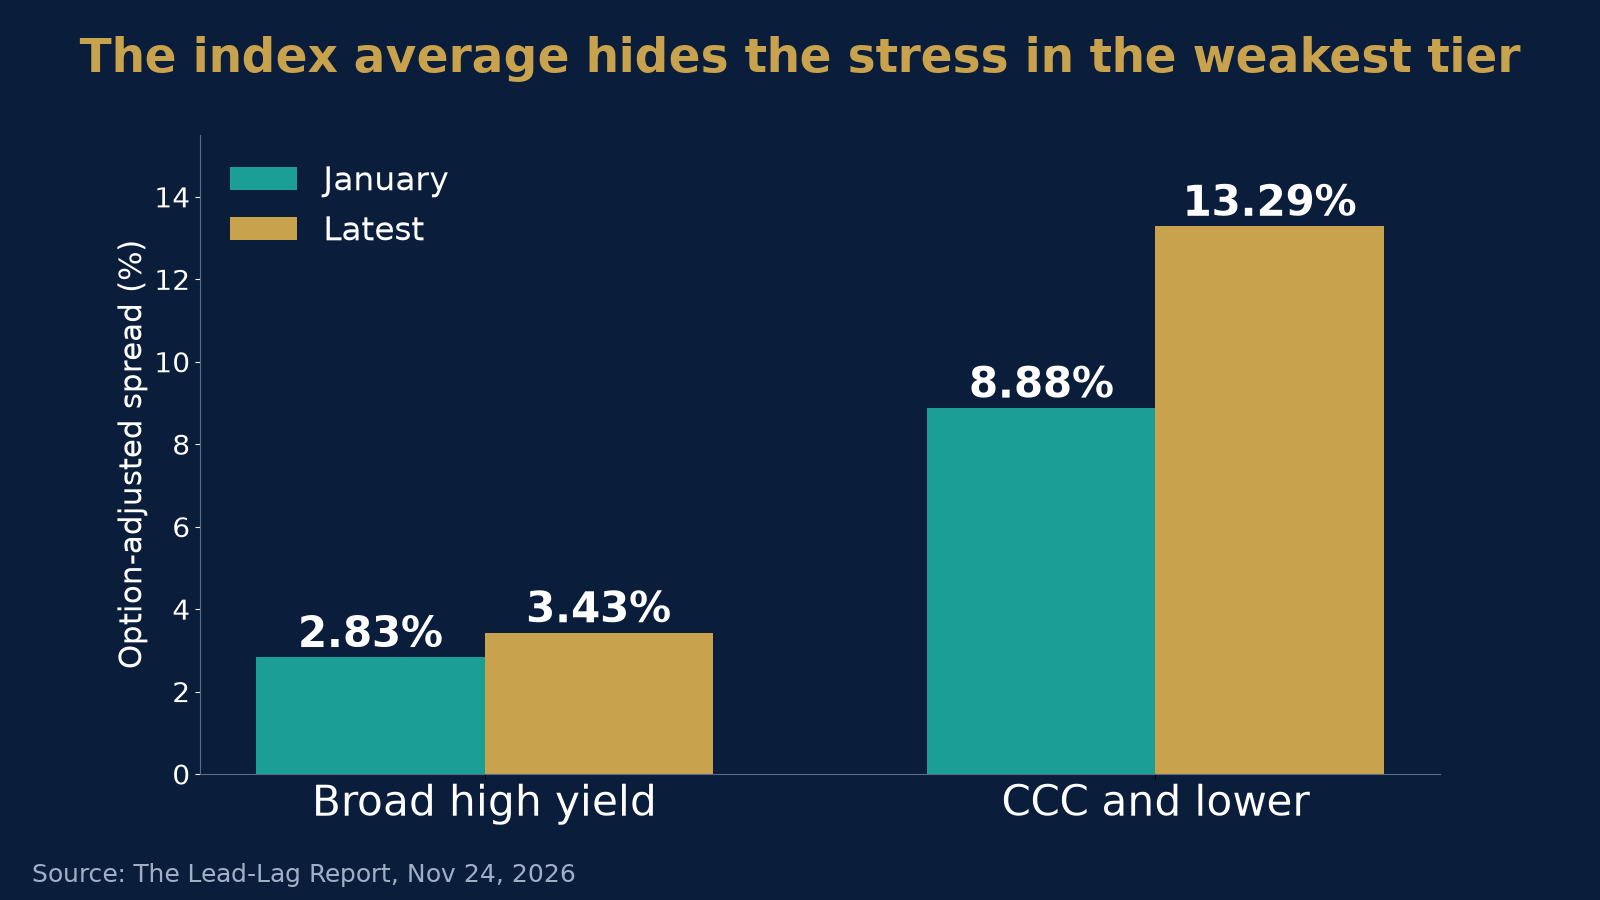 The index average hides the stress in the weakest tier
January
Latest
Option-adjusted spread (%)
14
12
10
8
6
4
2
0
2.83%
3.43%
8.88%
13.29%
Broad high yield
CCC and lower
Source: The Lead-Lag Report, Nov 24, 2026